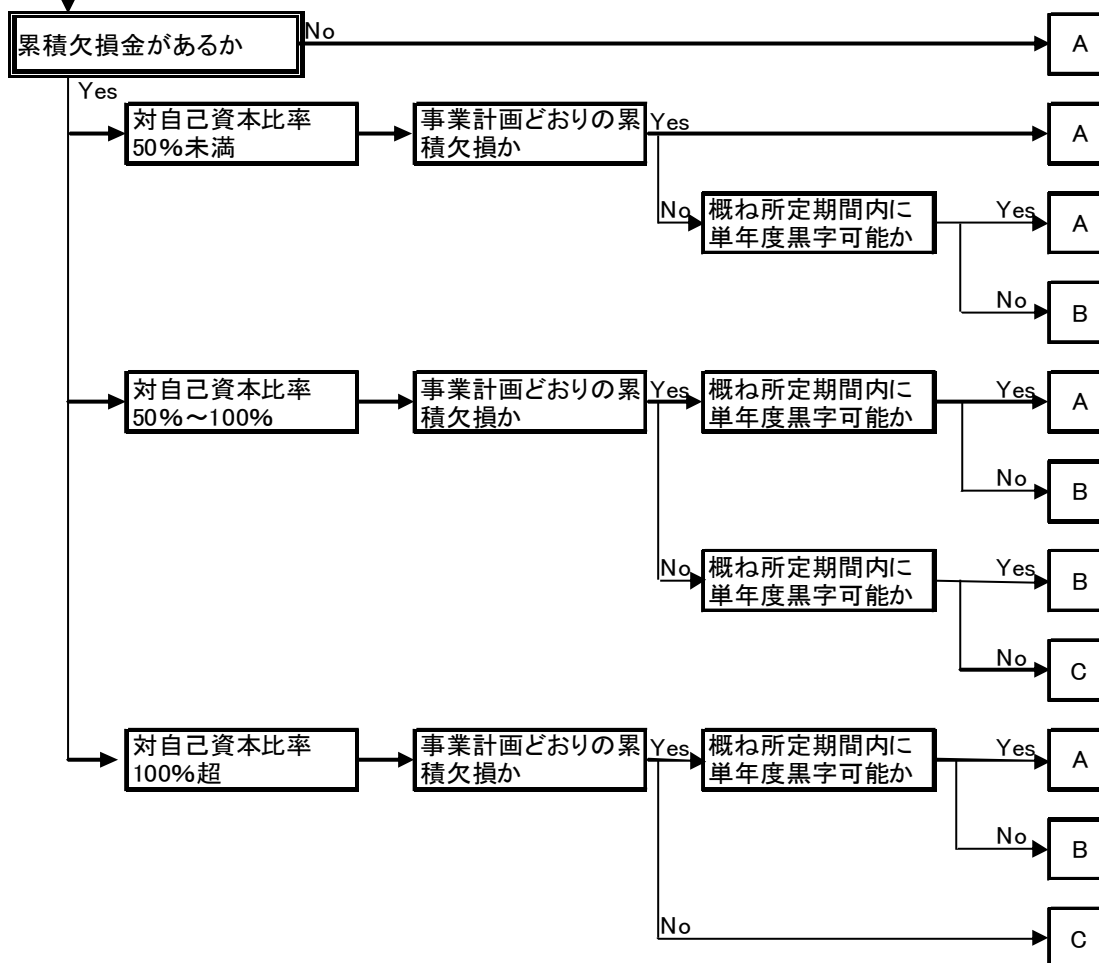 No
累積欠損金があるか
A
Yes
対自己資本比率
50%未満
事業計画どおりの累
積欠損か
Yes
A
No
概ね所定期間内に
単年度黒字可能か
Yes
A
No
B
対自己資本比率
50%～100%
事業計画どおりの累
積欠損か
Yes
概ね所定期間内に
単年度黒字可能か
Yes
A
No
B
No
概ね所定期間内に
単年度黒字可能か
Yes
B
No
C
対自己資本比率
100%超
事業計画どおりの累
積欠損か
Yes
概ね所定期間内に
単年度黒字可能か
Yes
A
No
B
No
C